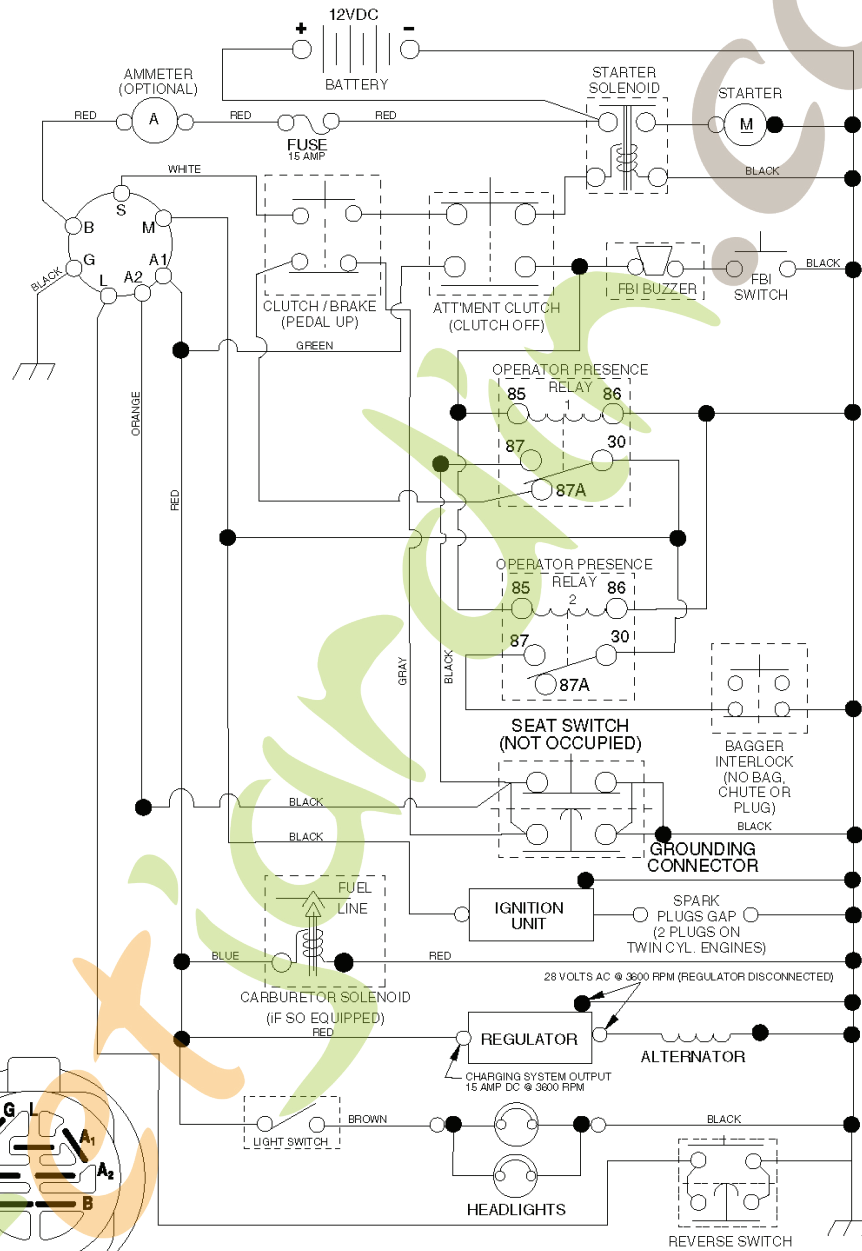 12VDC
+
-
BATTERY
AMMETER
(OPTIONAL)
STARTER
SOLENOID
STARTER
RED
A
RED
FUSE
15 AMP
RED
M
BLACK
WHITE
S
B
M
G
A1
L
A2
BLACK
CLUTCH / BRAKE
(PEDAL UP)
ATT'MENT CLUTCH
(CLUTCH OFF)
FBI BUZZER
FBI
SWITCH
BLACK
GREEN
ORANGE
RED
OPERATOR PRESENCE
RELAY
1
85
86
87
30
87A
OPERATOR PRESENCE
RELAY
2
85
86
87
30
87A
GRAY
BLACK
SEAT SWITCH
(NOT OCCUPIED)
BAGGER
INTERLOCK
(NO BAG,
CHUTE OR
PLUG)
BLACK
BLACK
BLACK
GROUNDING
CONNECTOR
FUEL
LINE
IGNITION
UNIT
SPARK
PLUGS GAP
(2 PLUGS ON
TWIN CYL. ENGINES)
BLUE
RED
CARBURETOR SOLENOID
(iF SO EQUIPPED)
28 VOLTS AC @ 3600 RPM (REGULATOR DISCONNECTED)
RED
REGULATOR
ALTERNATOR
CHARGING SYSTEM OUTPUT
15 AMP DC @ 3600 RPM
LIGHT SWITCH
BROWN
BLACK
HEADLIGHTS
REVERSE SWITCH
G
L
A1
A2
B
etjardin.co